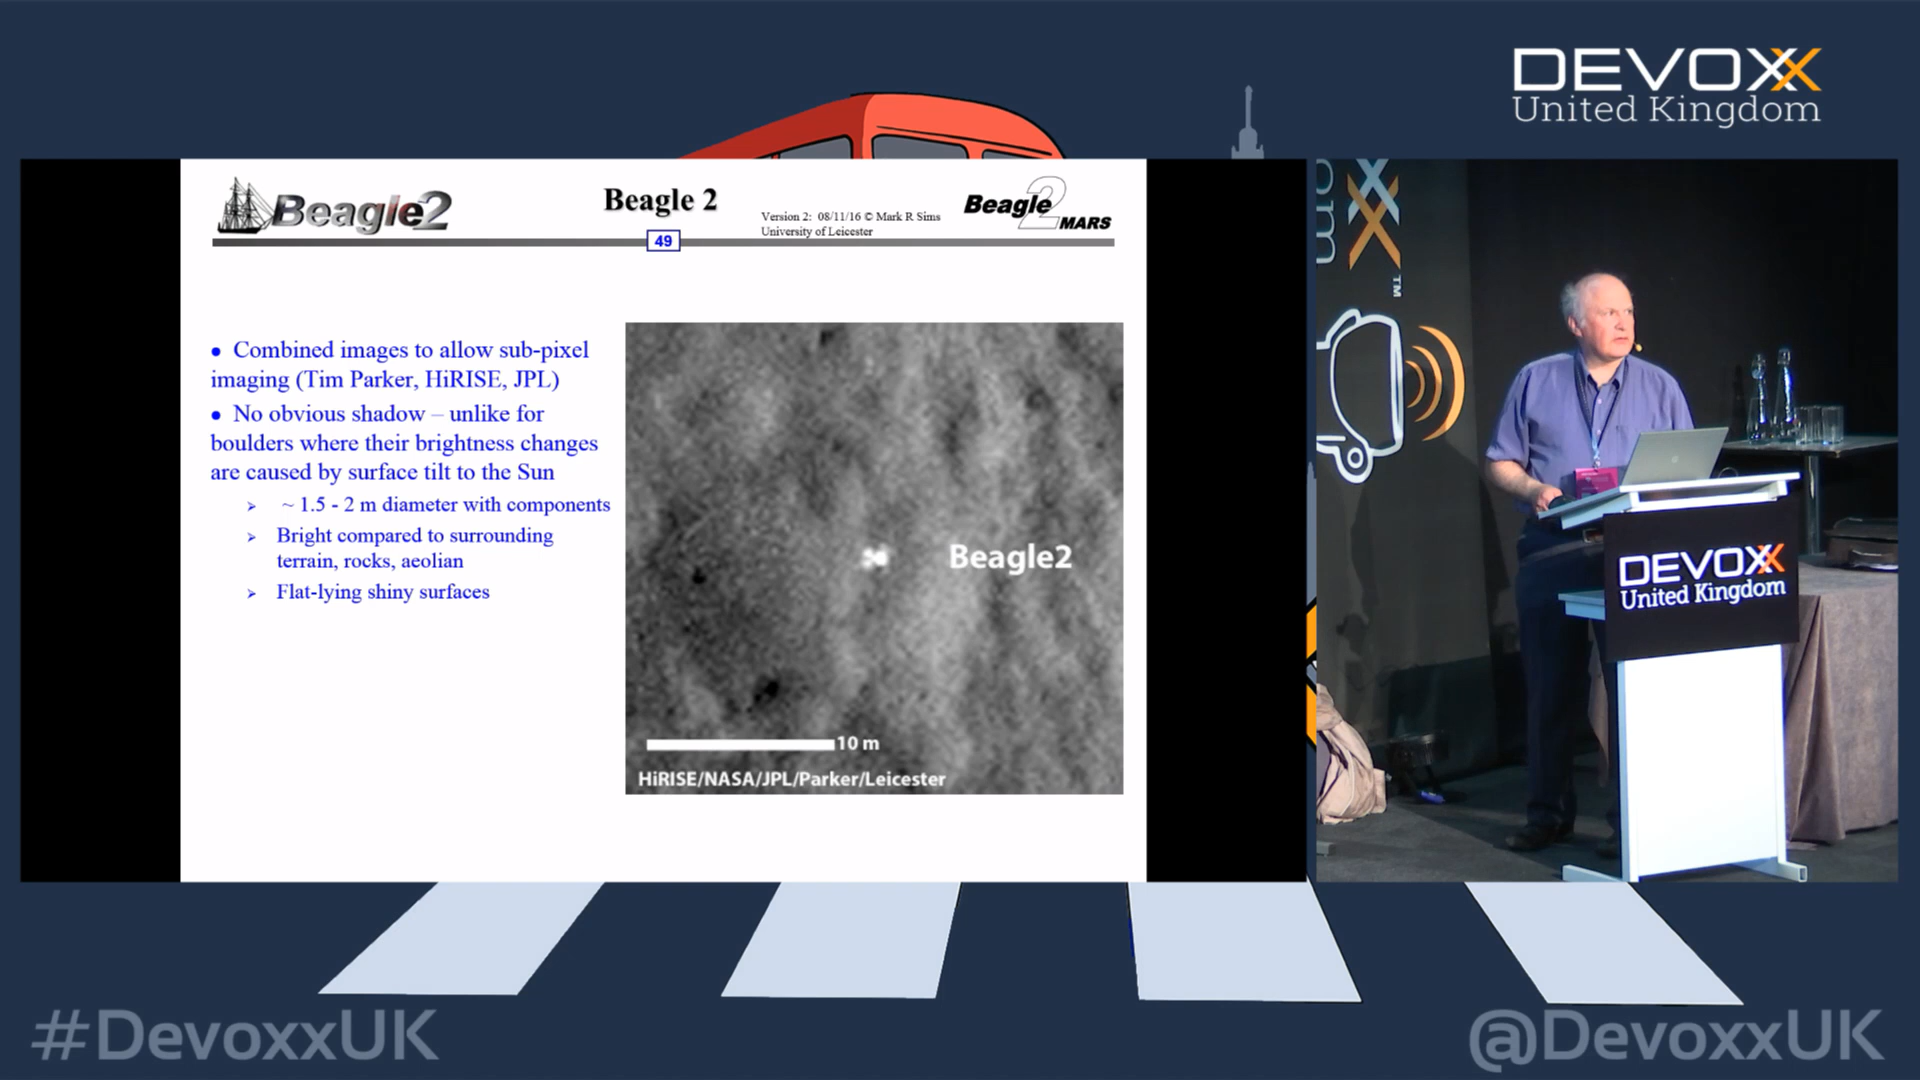 DEVOXX
United Kingdom
Beagle2
Beagle 2
Version 2: 08/11/16 © Mark R Sims
University of Leicester
Beagle
2
MARS
49
• Combined images to allow sub-pixel
imaging (Tim Parker, HiRISE, JPL)
• No obvious shadow – unlike for
boulders where their brightness changes
are caused by surface tilt to the Sun
➢ ~ 1.5 - 2 m diameter with components
➢ Bright compared to surrounding
terrain, rocks, aeolian
➢ Flat-lying shiny surfaces
Beagle2
10 m
HiRISE/NASA/JPL/Parker/Leicester
TM
DEVOXX
United Kingdom
#DevoxxUK
@DevoxxUK